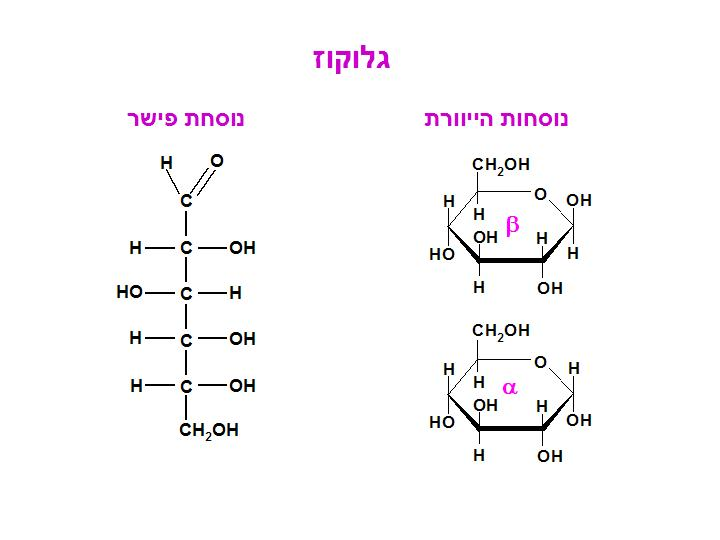 גלוקוז
נוסחות הייוורת נוסחת פישר
H O
C
H C OH
HO C H
H C OH
H C OH
CH2OH
CH2OH
H O OH
H
OH β H
HO H
H OH
CH2OH
H O H
H α
OH H
HO OH
H OH